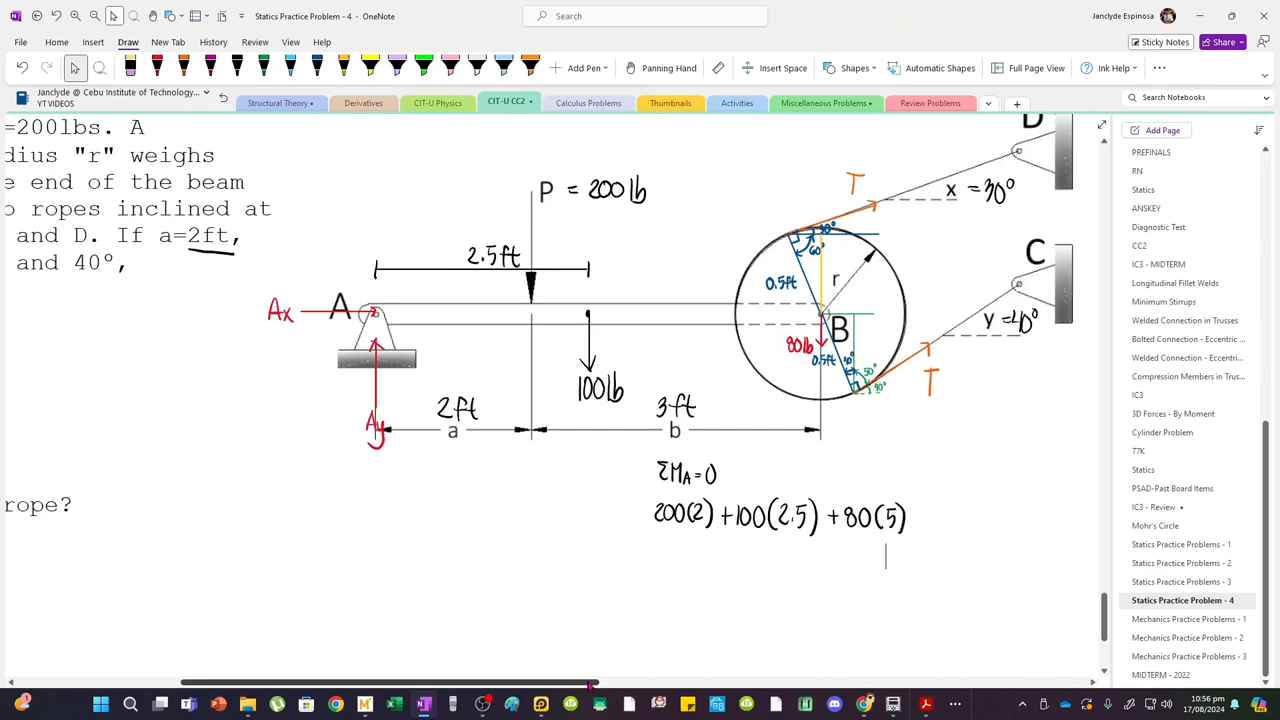 Statics Practice Problem - 4 - OneNote
Search
Janclyde Espinosa
File Home Insert Draw New Tab History Review View Help
Sticky Notes
Share
Add Pen
Panning Hand
Insert Space
Shapes
Automatic Shapes
Full Page View
Ink Help
Janclyde @ Cebu Institute of Technology...
YT VIDEOS
Structural Theory
Derivatives
CIT-U Physics
CIT-U CC2
Calculus Problems
Thumbnails
Activities
Miscellaneous Problems
Review Problems
Search Notebooks
Add Page
=200lbs. A
dius "r" weighs
e end of the beam
o ropes inclined at
and D. If a=2ft,
and 40°,
rope?
P = 200 lb
2.5ft
Ax
A
Ay
100lb
2ft
a
3ft
b
T
x = 30°
D
30°
60°
0.5ft
r
B
80lb
0.5ft
50°
T
C
y = 40°
ΣMA = 0
200(2) + 100(2.5) + 80(5)
PREFINALS
RN
Statics
ANSKEY
Diagnostic Test
CC2
IC3 - MIDTERM
Longitudinal Fillet Welds
Minimum Stirrups
Welded Connection in Trusses
Bolted Connection - Eccentric ...
Welded Connection - Eccentri...
Compression Members in Trus...
IC3
3D Forces - By Moment
Cylinder Problem
77K
Statics
PSAD-Past Board Items
IC3 - Review
Mohr's Circle
Statics Practice Problems - 1
Statics Practice Problems - 2
Statics Practice Problems - 3
Statics Practice Problem - 4
Mechanics Practice Problems - 1
Mechanics Practice Problem - 2
Mechanics Practice Problem - 3
MIDTERM - 2022
10:56 pm
17/08/2024